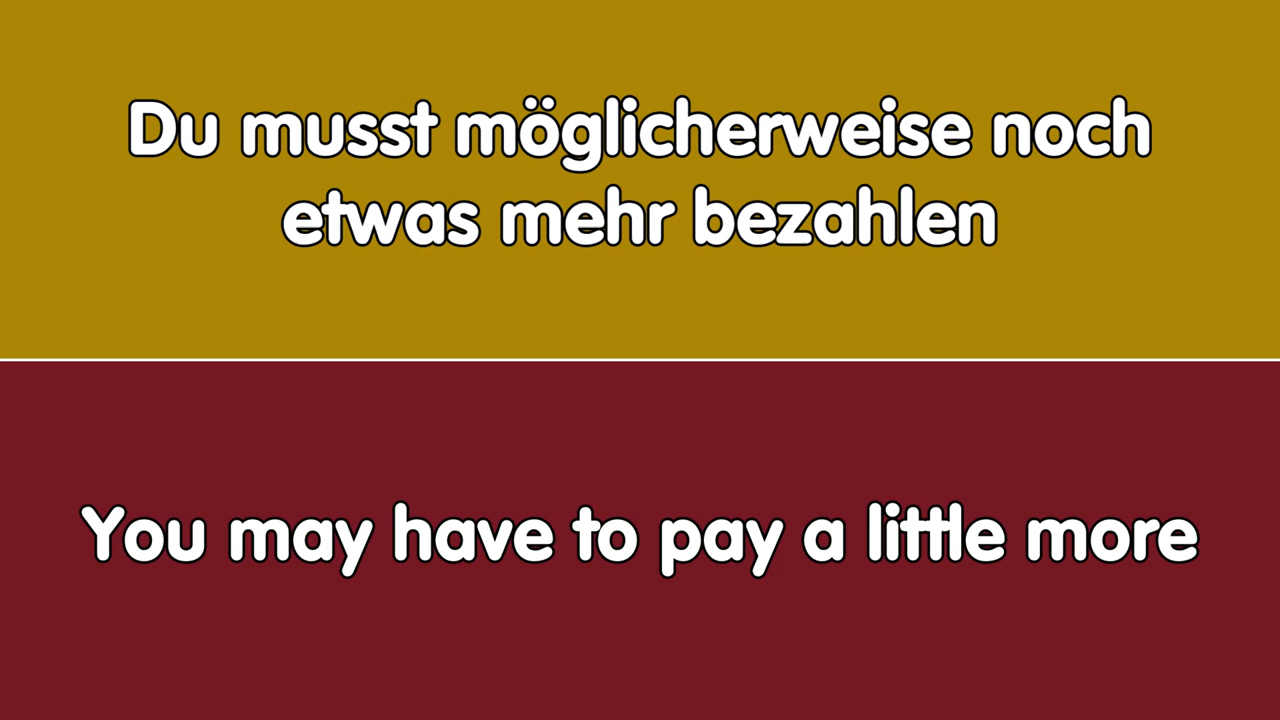 Du musst möglicherweise noch
etwas mehr bezahlen
You may have to pay a little more